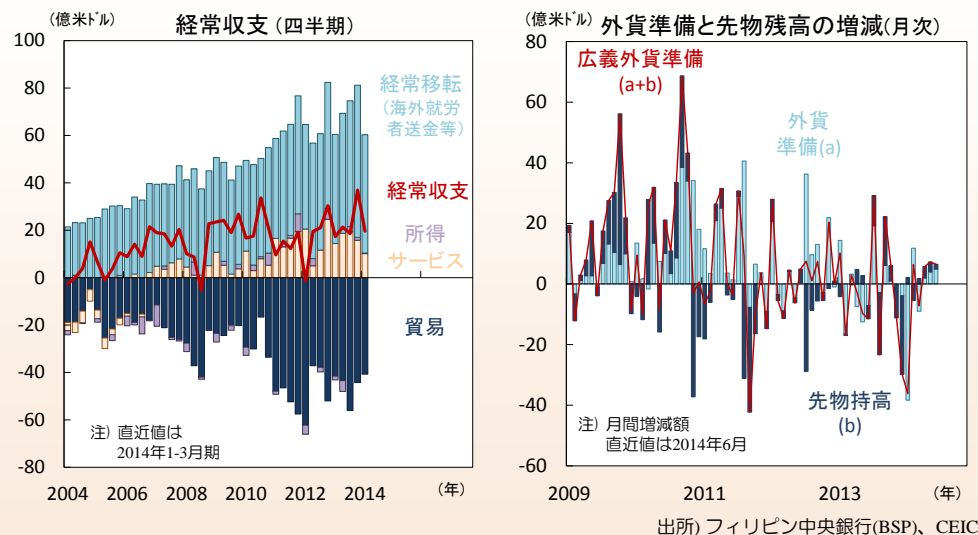 経常収支 (四半期)
(億米ドル)
100
80
60
40
20
0
-20
-40
-60
-80
経常移転
(海外就労
者送金等)
経常収支
所得
サービス
貿易
注) 直近値は
2014年1-3月期
2004 2006 2008 2010 2012 2014 (年)
外貨準備と先物残高の増減(月次)
(億米ドル)
80
60
40
20
0
-20
-40
-60
広義外貨準備
(a+b)
外貨
準備(a)
先物持高
(b)
注) 月間増減額
直近値は2014年6月
2009 2011 2013 (年)
出所) フィリピン中央銀行(BSP)、CEIC